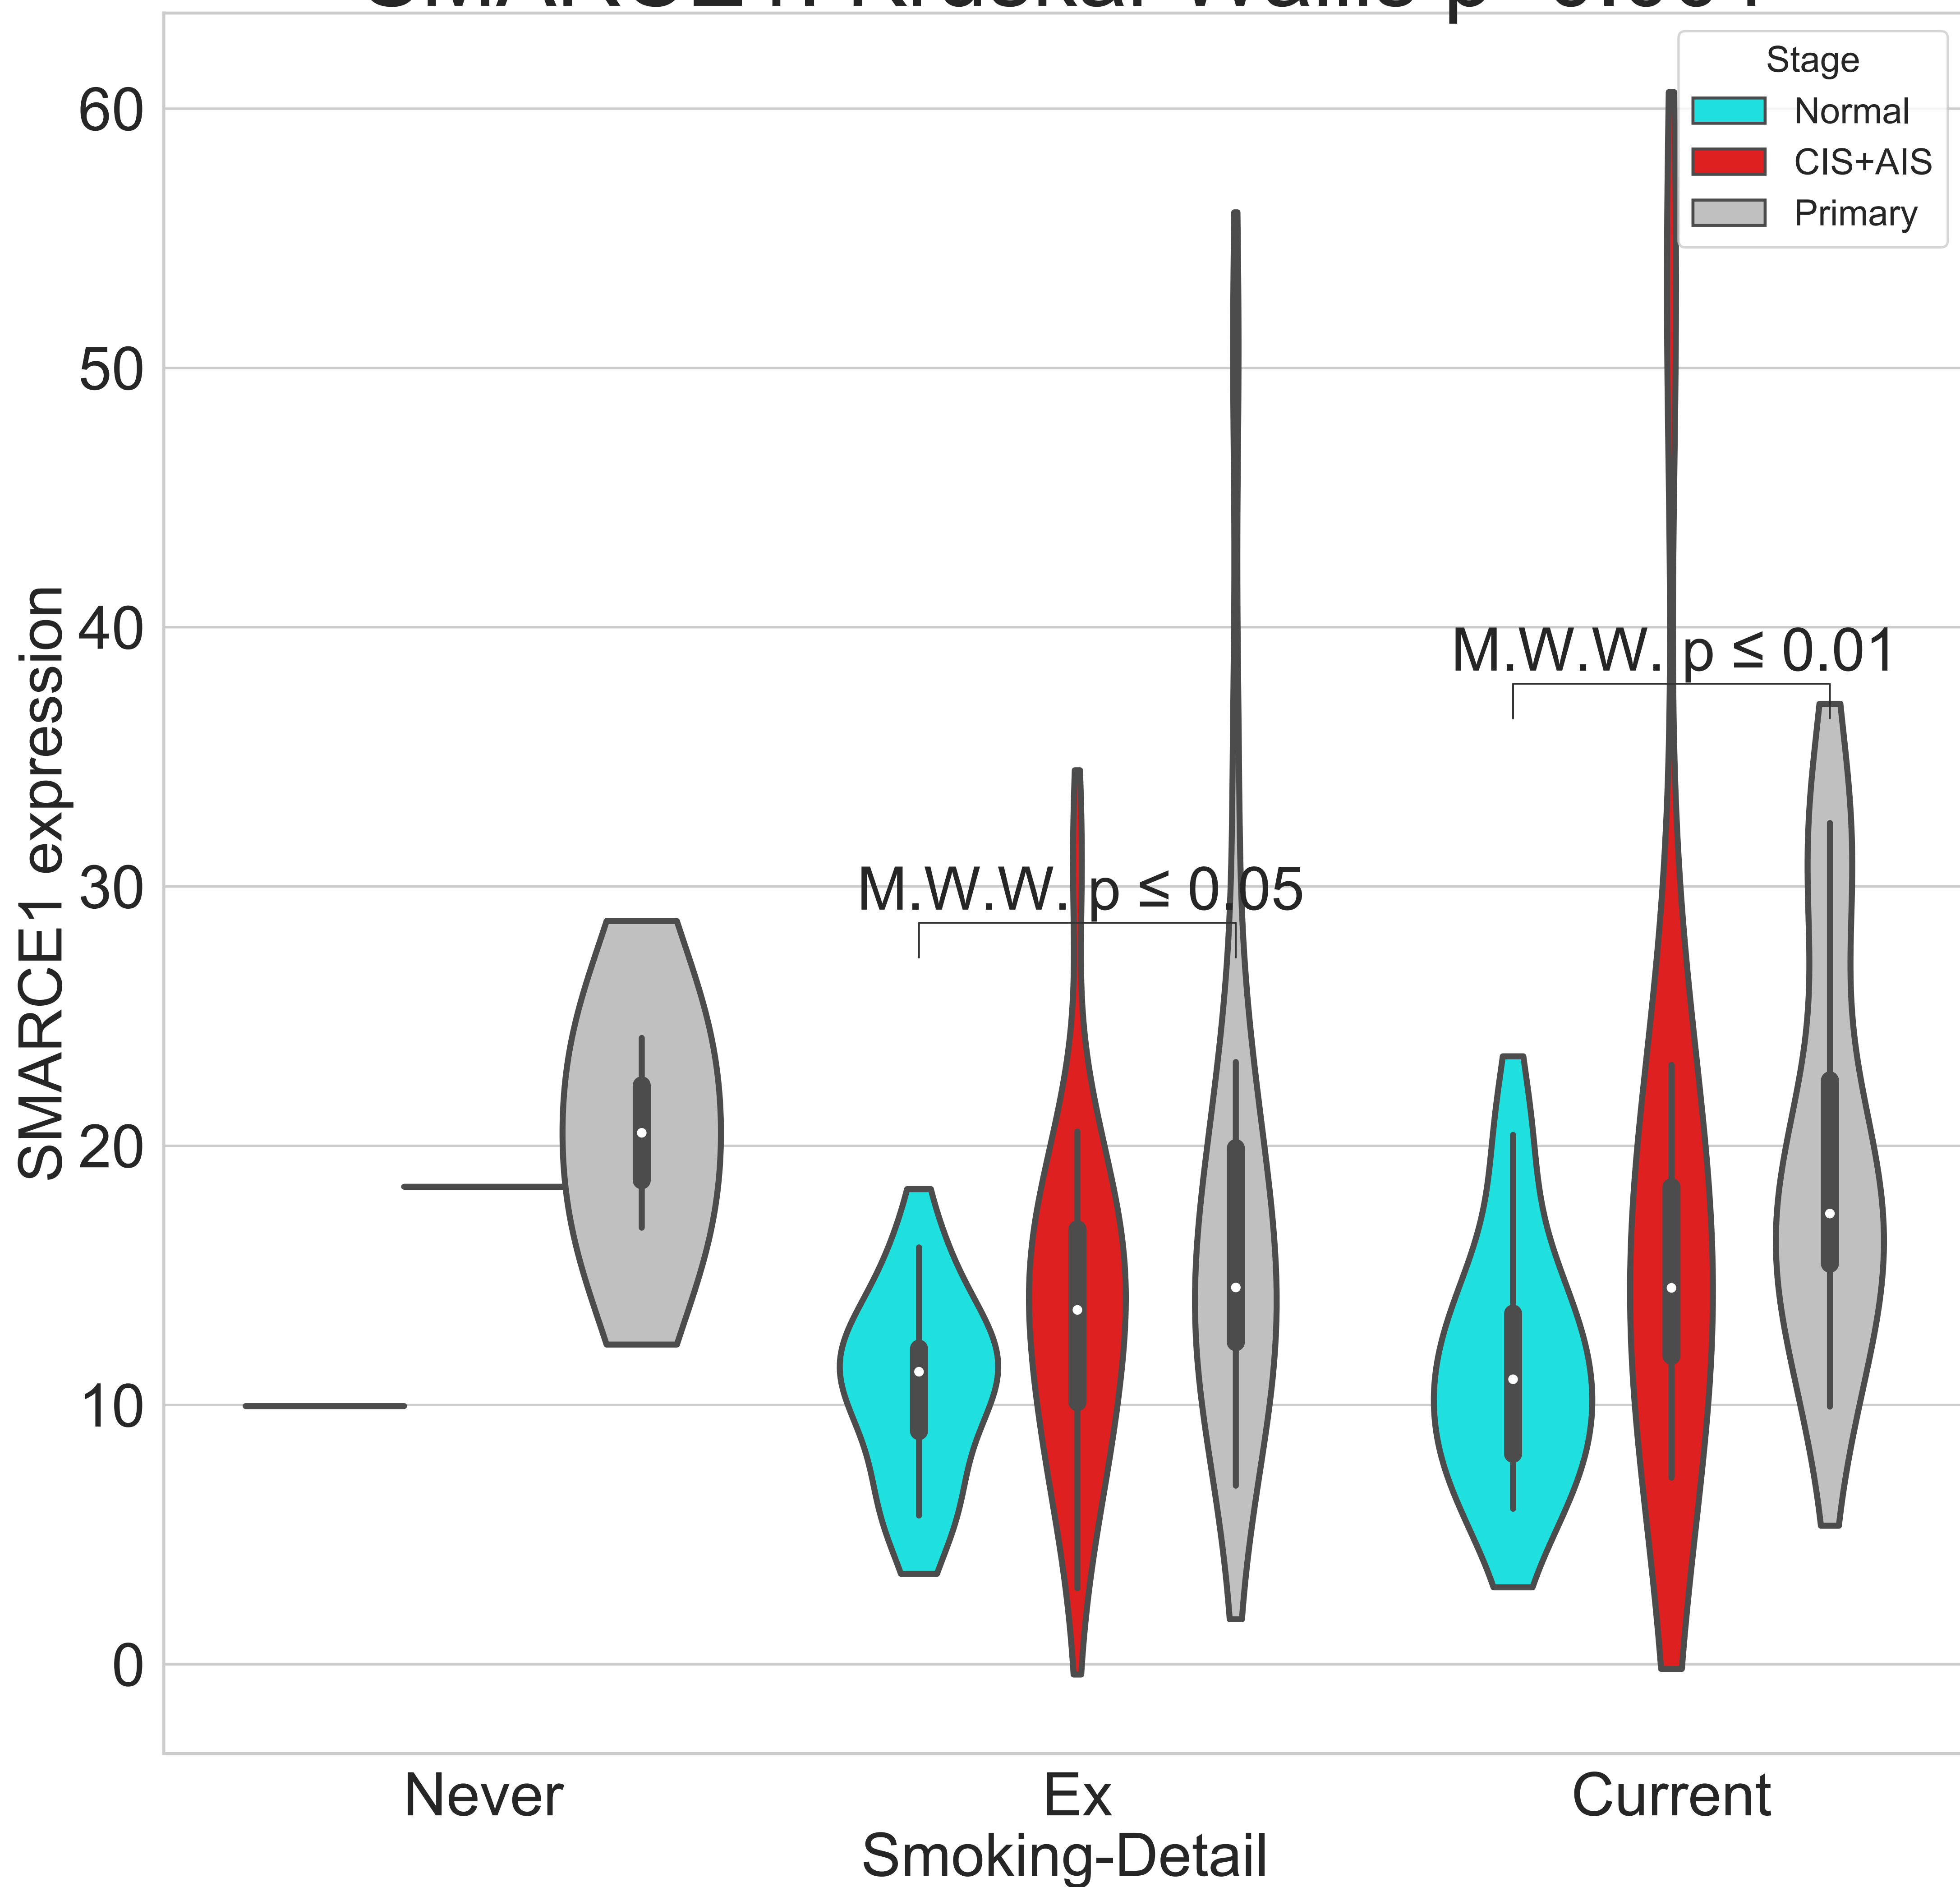 Stage
Normal
CIS+AIS
Primary
60
50
40
30
20
10
0
SMARCE1 expression
M.W.W. p ≤ 0.05
M.W.W. p ≤ 0.01
Never
Ex
Current
Smoking-Detail